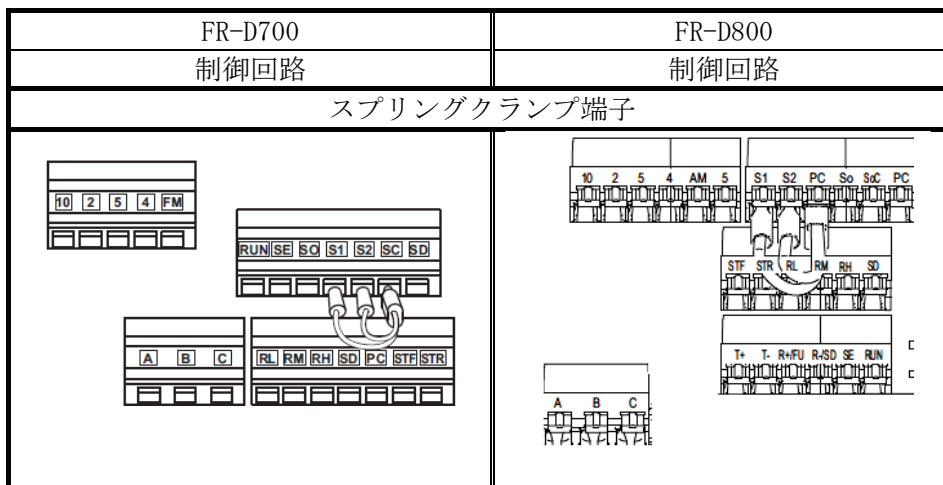 FR-D700 FR-D800
制御回路 制御回路
スプリングクランプ端子
10 2 5 4 FM
RUN SE SO S1 S2 SC SD
A B C
RL RM RH SD PC STF STR
10 2 5 4 AM 5
S1 S2 PC So SoC PC
STF STR RL RM RH SD
T+ T- R+/FU R-/SD SE RUN
A B C